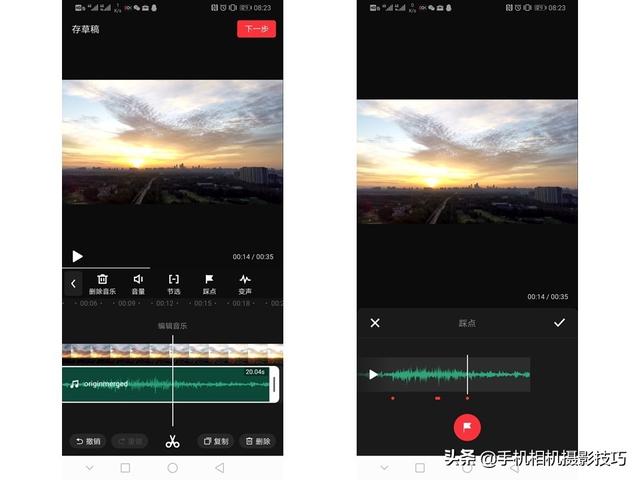 08:23
存草稿
下一步
00:14 / 00:35
删除音乐 音量 节选 踩点 变声
00:06 00:09 00:12 00:15 00:18
编辑音乐
20.04s
originmerged
撤销 重做 复制 删除
08:23
00:14 / 00:35
踩点
头条 @手机相机摄影技巧